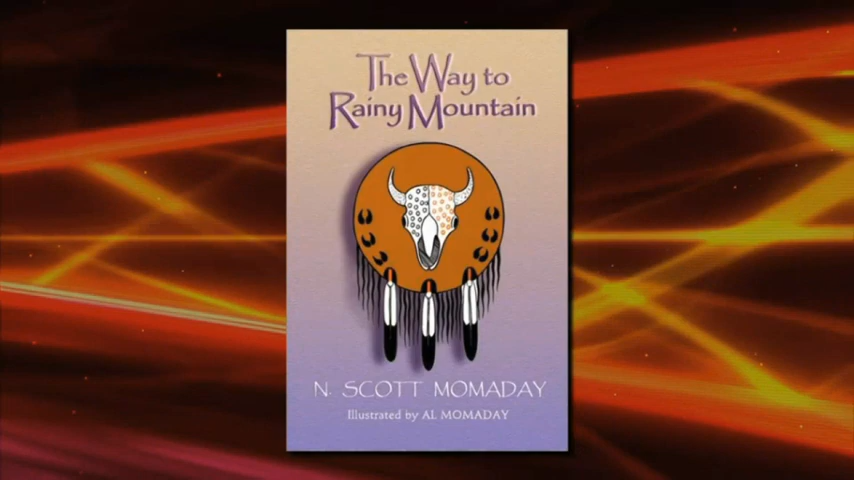 The Way to
Rainy Mountain
N. SCOTT MOMADAY
Illustrated by AL MOMADAY